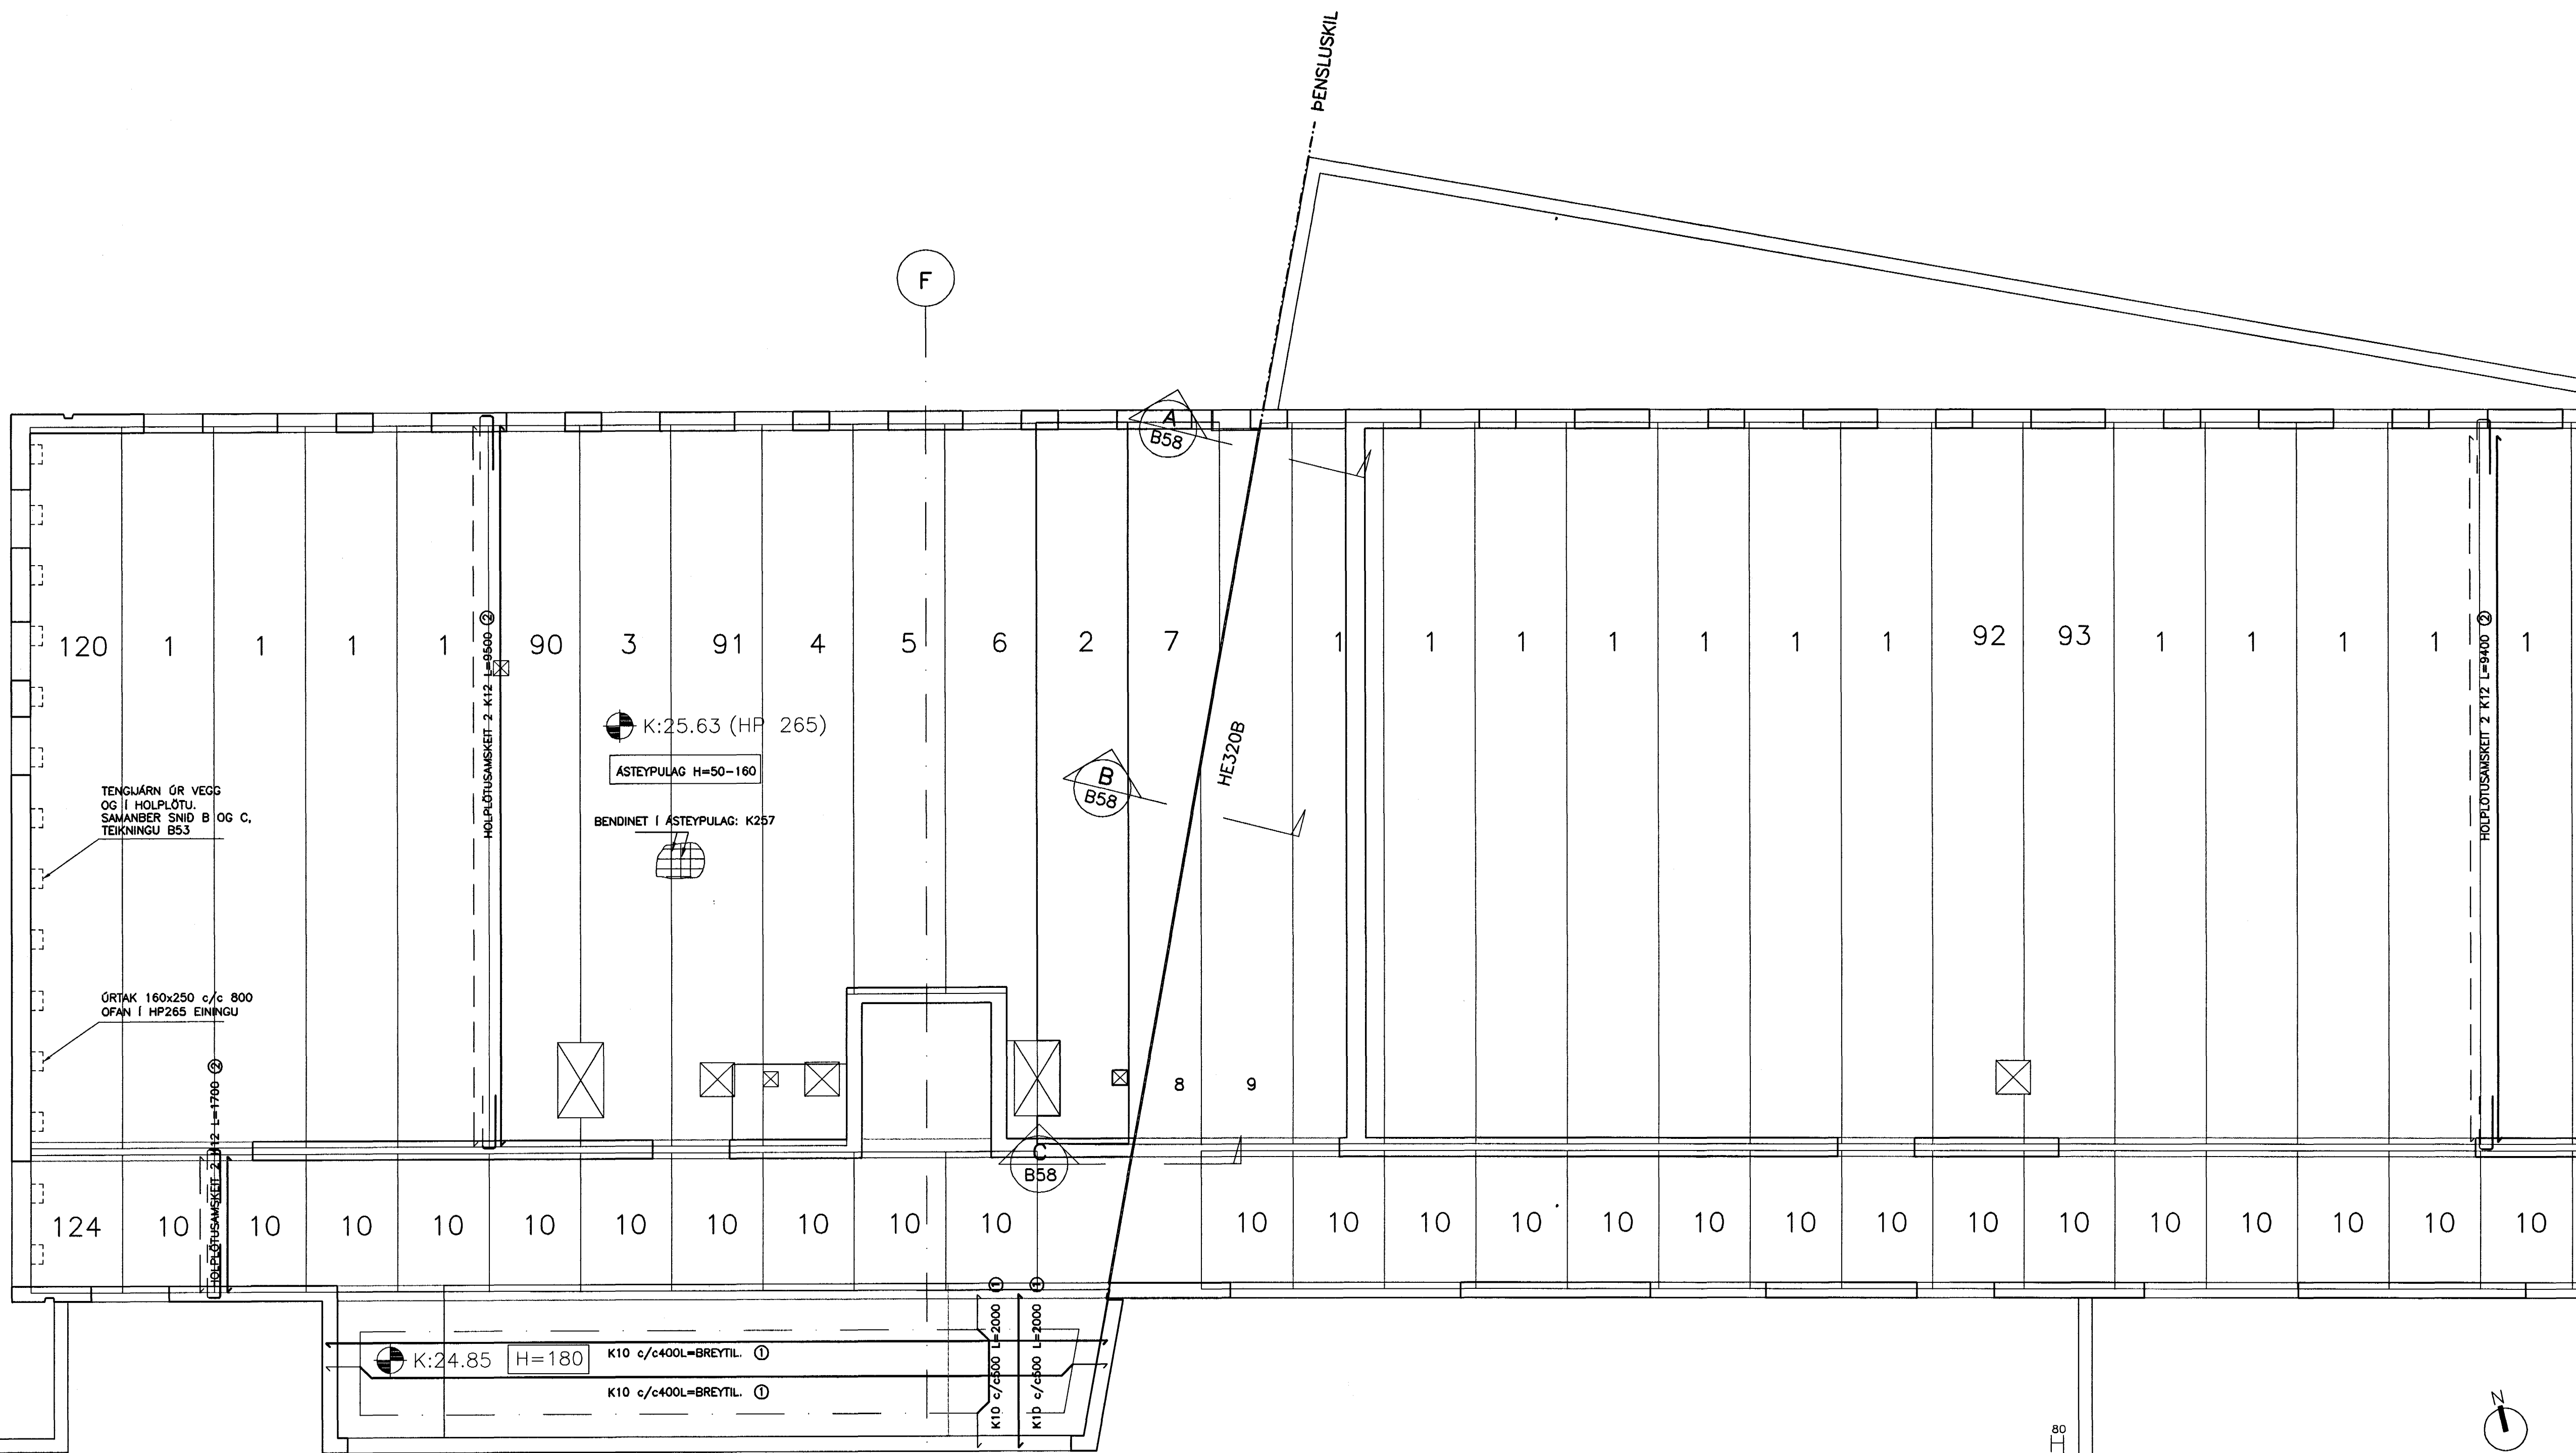 ÞENSLUSKIL
F
A
B58
120 1 1 1 1 90 3 91 4 5 6 2 7 1 1 1 1 1 1 1 92 93 1 1 1 1 1
HOLPLÖTUSAMSKEIT 2 K12 L=9500 ②
HOLPLÖTUSAMSKEIT 2 K12 L=9400 ②
K:25.63 (HP 265)
ÁSTEYPULAG H=50-160
HE320B
B
B58
BENDINET Í ÁSTEYPULAG: K257
TENGIJÁRN ÚR VEGG
OG Í HOLPLÖTU.
SAMANBER SNID B OG C,
TEIKNINGU B53
ÚRTAK 160x250 c/c 800
OFAN Í HP265 EININGU
8 9
HOLPLÖTUSAMSKEIT 2 K12 L=1700 ②
C
B58
124 10 10 10 10 10 10 10 10 10 10 10 10 10 10 10 10 10 10 10 10 10 10 10 10 10
K10 c/c500 L=2000 ①
K10 c/c500 L=2000 ①
K:24.85 H=180
K10 c/c400L=BREYTIL. ①
K10 c/c400L=BREYTIL. ①
N
80